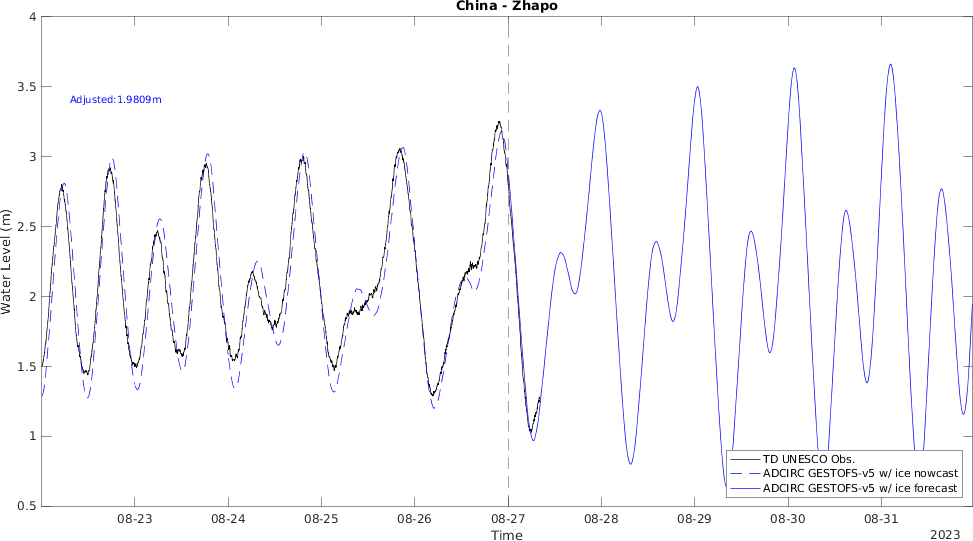 China - Zhapo
4
3.5
Adjusted:1.9809m
3
2.5
Water Level (m)
2
1.5
1
TD UNESCO Obs.
ADCIRC GESTOFS-v5 w/ ice nowcast
ADCIRC GESTOFS-v5 w/ ice forecast
0.5
08-23 08-24 08-25 08-26 08-27 08-28 08-29 08-30 08-31
Time
2023